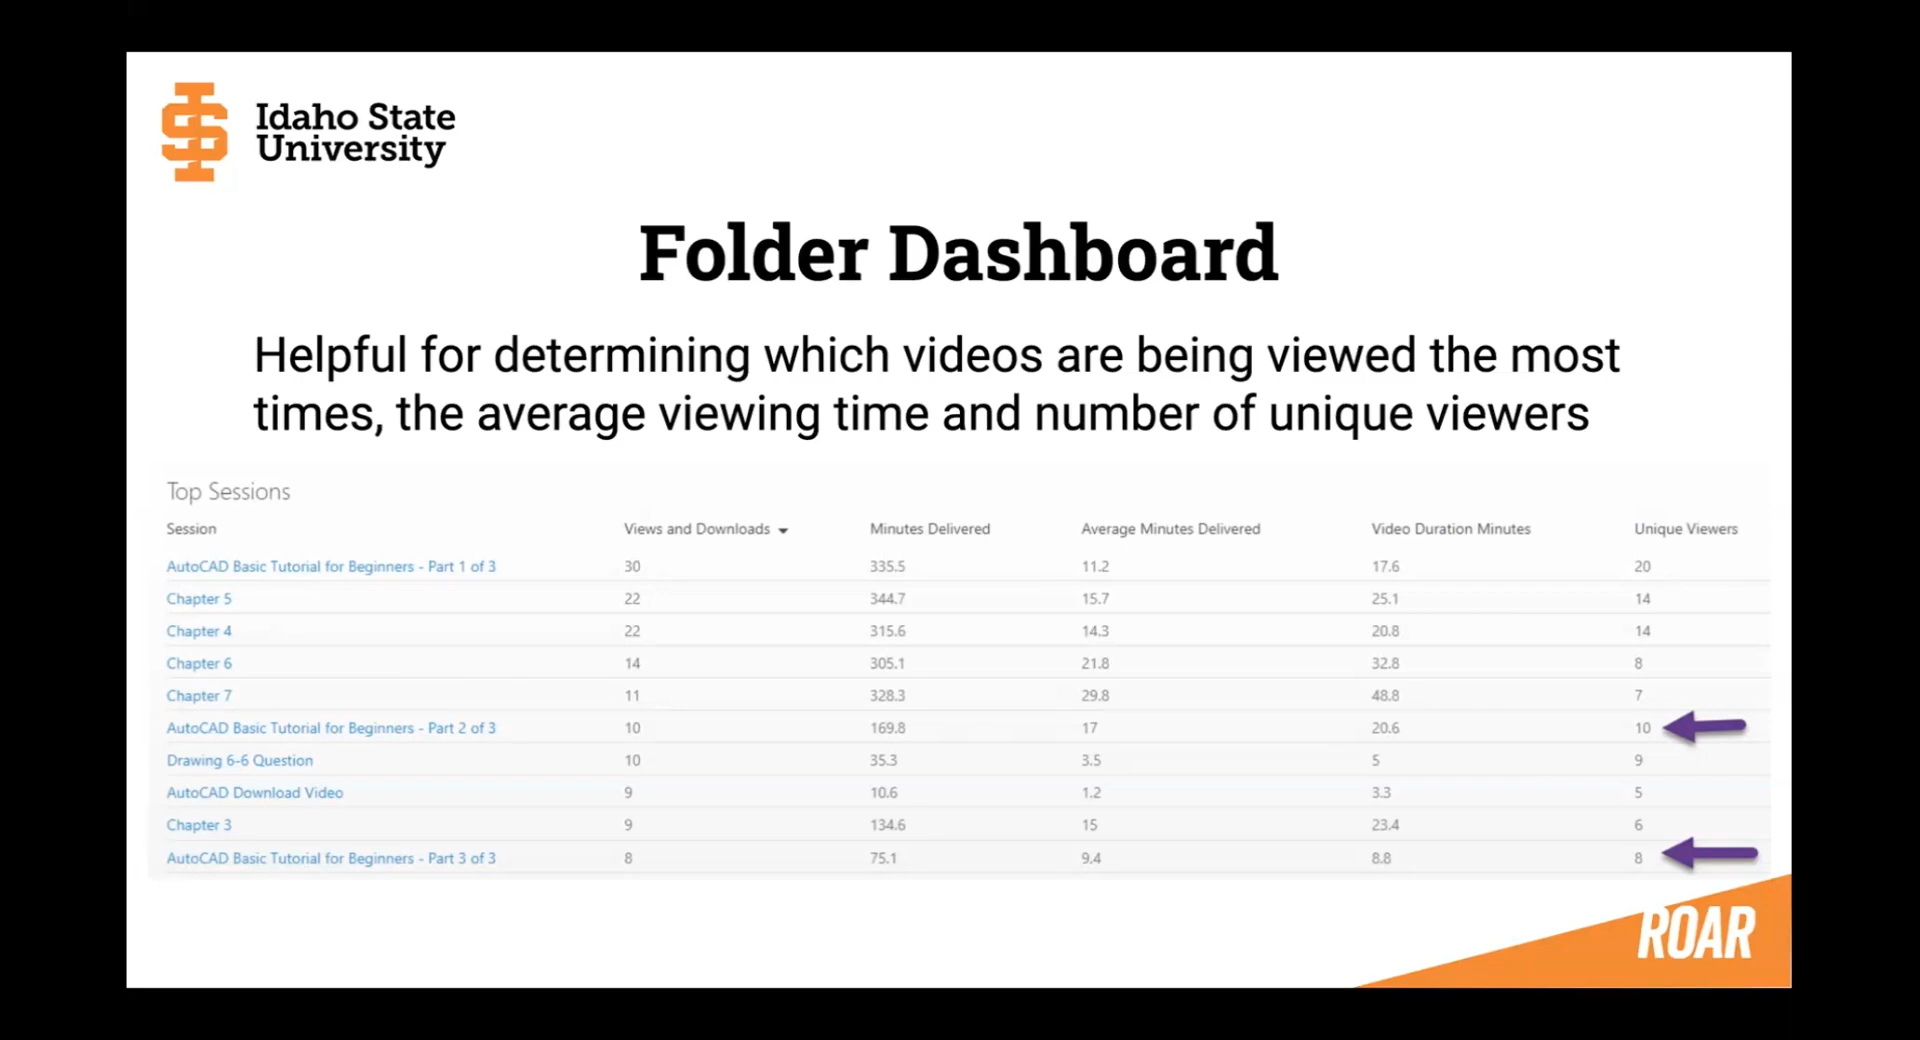 Idaho State
University
Folder Dashboard
Helpful for determining which videos are being viewed the most
times, the average viewing time and number of unique viewers
Top Sessions
Session Views and Downloads Minutes Delivered Average Minutes Delivered Video Duration Minutes Unique Viewers
AutoCAD Basic Tutorial for Beginners - Part 1 of 3 30 335.5 11.2 17.6 20
Chapter 5 22 344.7 15.7 25.1 14
Chapter 4 22 315.6 14.3 20.8 14
Chapter 6 14 305.1 21.8 32.8 8
Chapter 7 11 328.3 29.8 48.8 7
AutoCAD Basic Tutorial for Beginners - Part 2 of 3 10 169.8 17 20.6 10
Drawing 6-6 Question 10 35.3 3.5 5 9
AutoCAD Download Video 9 10.6 1.2 3.3 5
Chapter 3 9 134.6 15 23.4 6
AutoCAD Basic Tutorial for Beginners - Part 3 of 3 8 75.1 9.4 8.8 8
ROAR